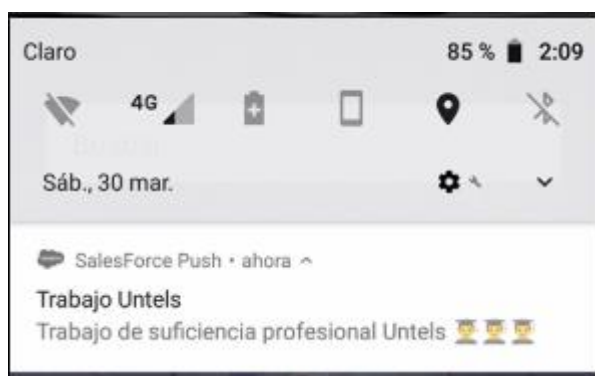 Claro 85 % 2:09
4G
Sáb., 30 mar.
SalesForce Push • ahora
Trabajo Untels
Trabajo de suficiencia profesional Untels 👨‍🎓👨‍🎓👨‍🎓